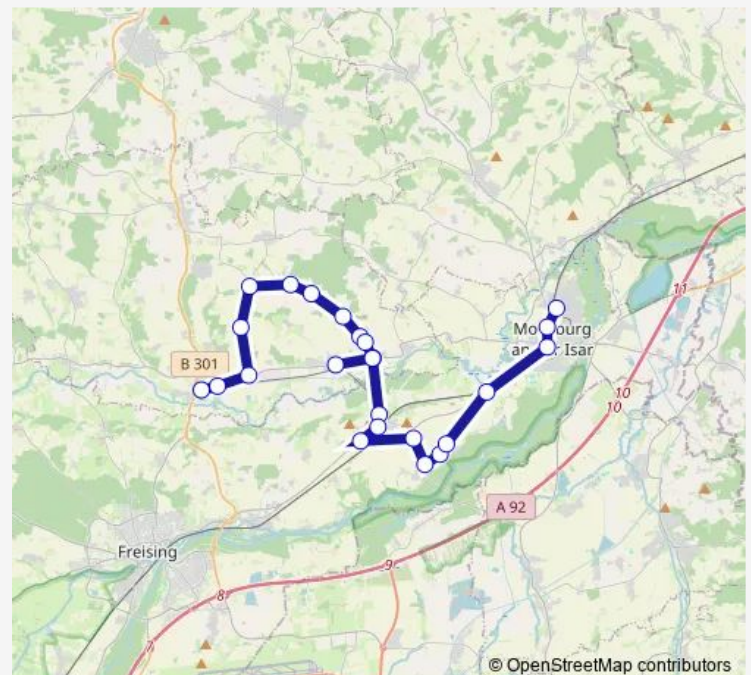 11
Moosburg
an der Isar
B 301
10
10
A 92
Freising
9
8
7
© OpenStreetMap contributors